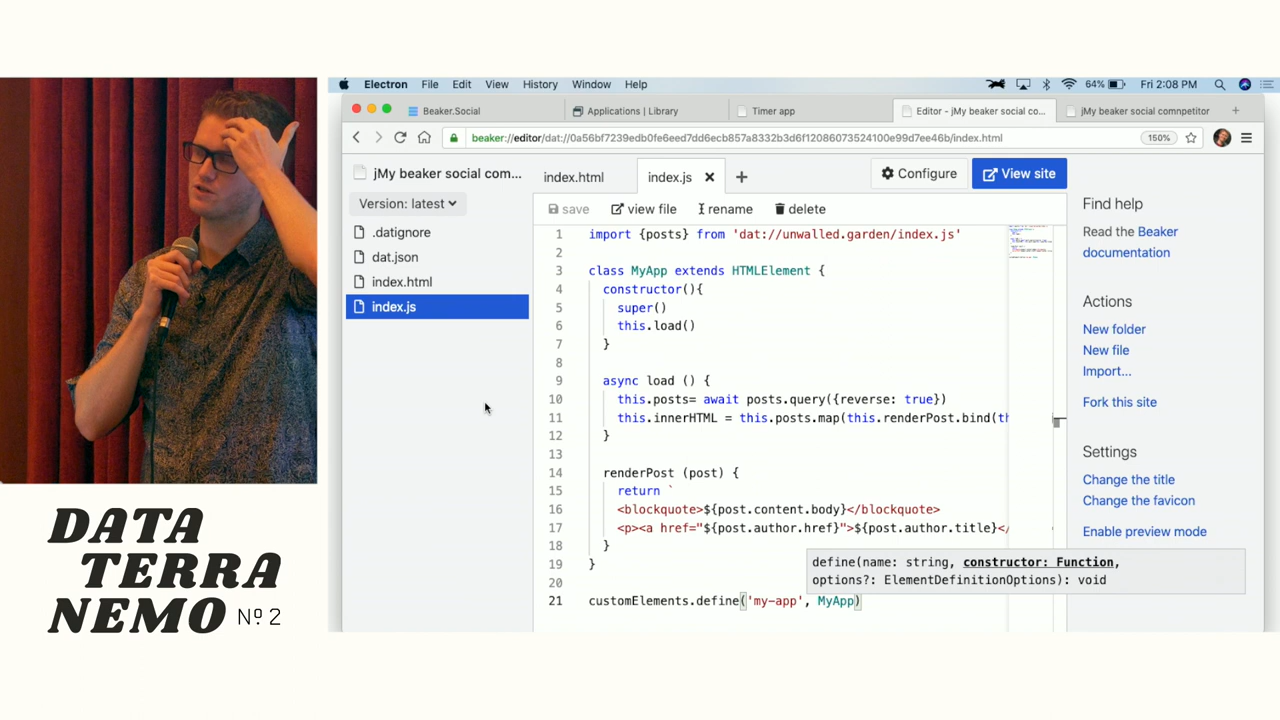 Electron File Edit View History Window Help 64% Fri 2:08 PM
Beaker.Social
Applications | Library
Timer app
Editor - jMy beaker social co...
jMy beaker social comnpetitor
beaker://editor/dat://0a56bf7239edb0fe6eed7dd6ecb857a8332b3d6f12086073524100e99d7ee46b/index.html
150%
jMy beaker social com...
Version: latest
.datignore
dat.json
index.html
index.js
index.html
index.js
Configure
View site
save
view file
rename
delete
1 import {posts} from 'dat://unwalled.garden/index.js'
2
3 class MyApp extends HTMLElement {
4 constructor(){
5 super()
6 this.load()
7 }
8
9 async load () {
10 this.posts= await posts.query({reverse: true})
11 this.innerHTML = this.posts.map(this.renderPost.bind(th
12 }
13
14 renderPost (post) {
15 return `
16 <blockquote>${post.content.body}</blockquote>
17 <p><a href="${post.author.href}">${post.author.title}</
18 }
19 }
20
21 customElements.define('my-app', MyApp)
define(name: string, constructor: Function,
options?: ElementDefinitionOptions): void
Find help
Read the Beaker
documentation
Actions
New folder
New file
Import...
Fork this site
Settings
Change the title
Change the favicon
Enable preview mode
DATA
TERRA
NEMO Nº2